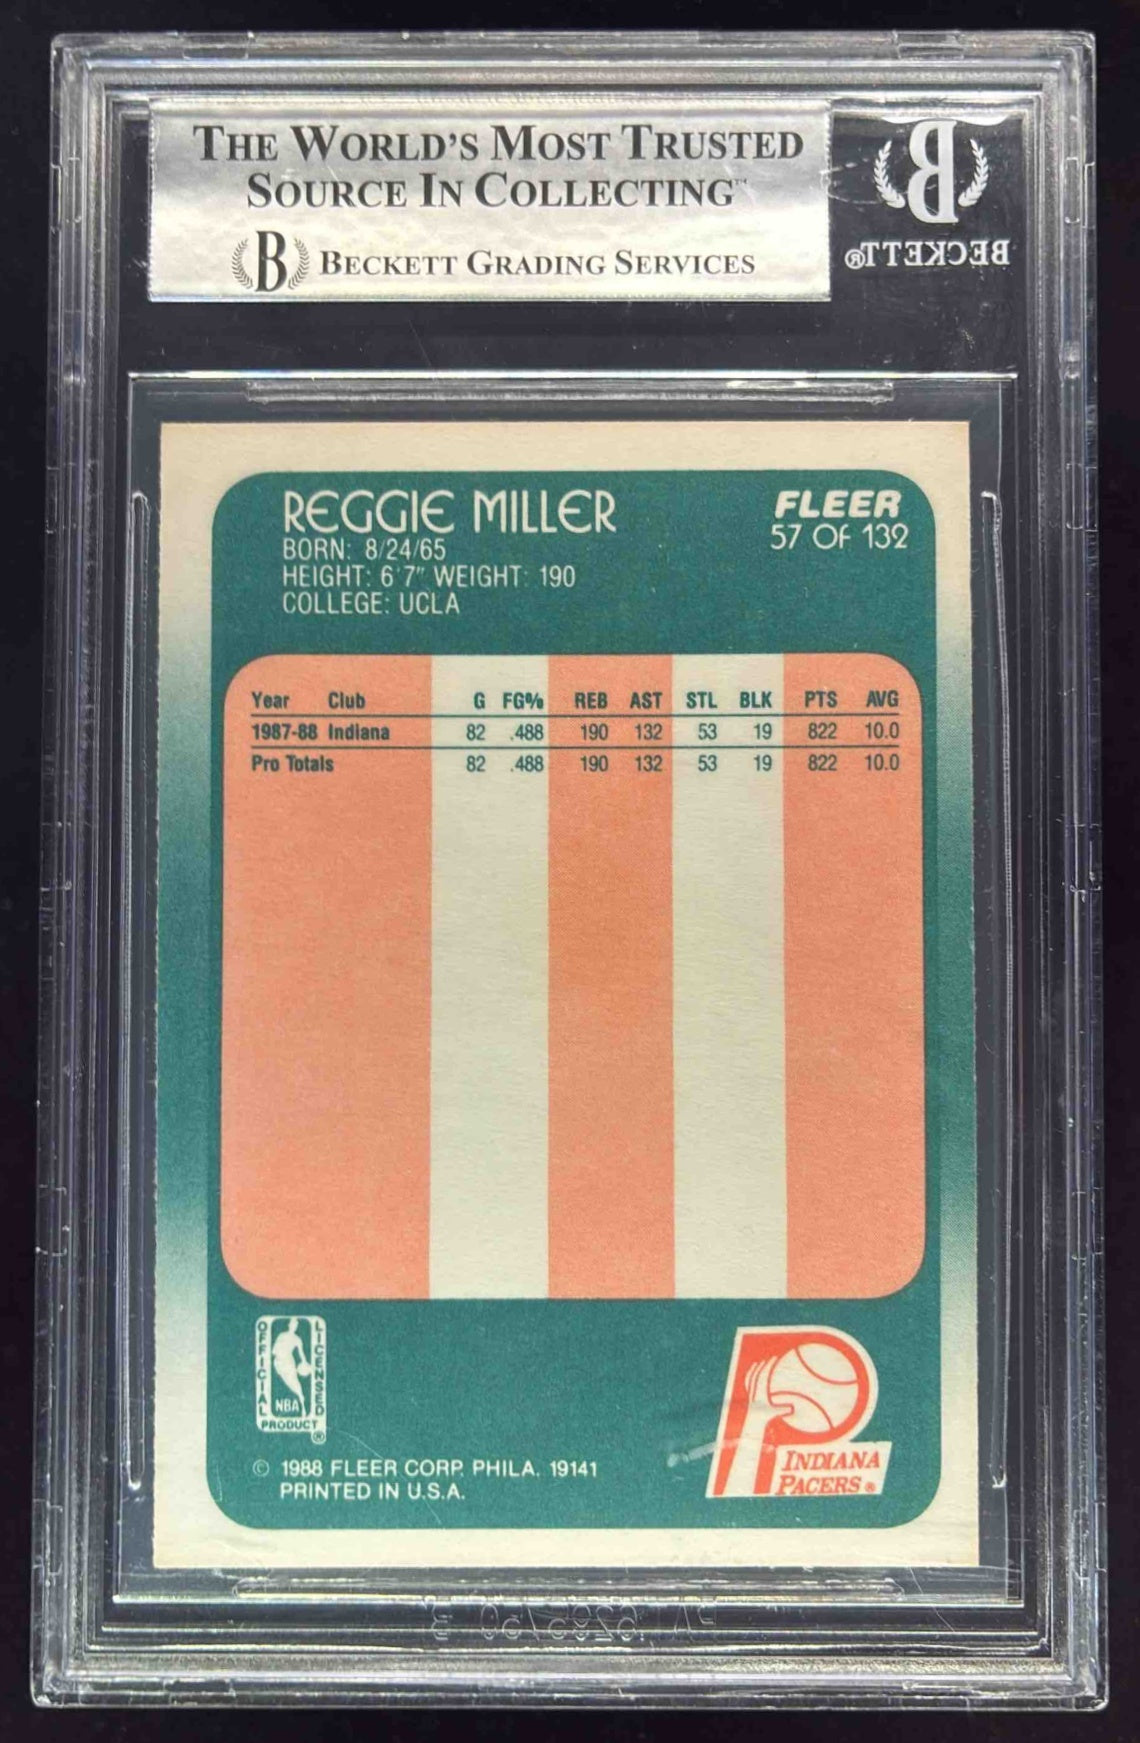 THE WORLD'S MOST TRUSTED
SOURCE IN COLLECTING™
B BECKETT GRADING SERVICES
B
BECKETT®
REGGIE MILLER
BORN: 8/24/65
HEIGHT: 6'7" WEIGHT: 190
COLLEGE: UCLA
FLEER
57 OF 132
Year Club G FG% REB AST STL BLK PTS AVG
1987-88 Indiana 82 .488 190 132 53 19 822 10.0
Pro Totals 82 .488 190 132 53 19 822 10.0
OFFICIAL
LICENSED
NBA
PRODUCT
®
© 1988 FLEER CORP. PHILA. 19141
PRINTED IN U.S.A.
INDIANA
PACERS®